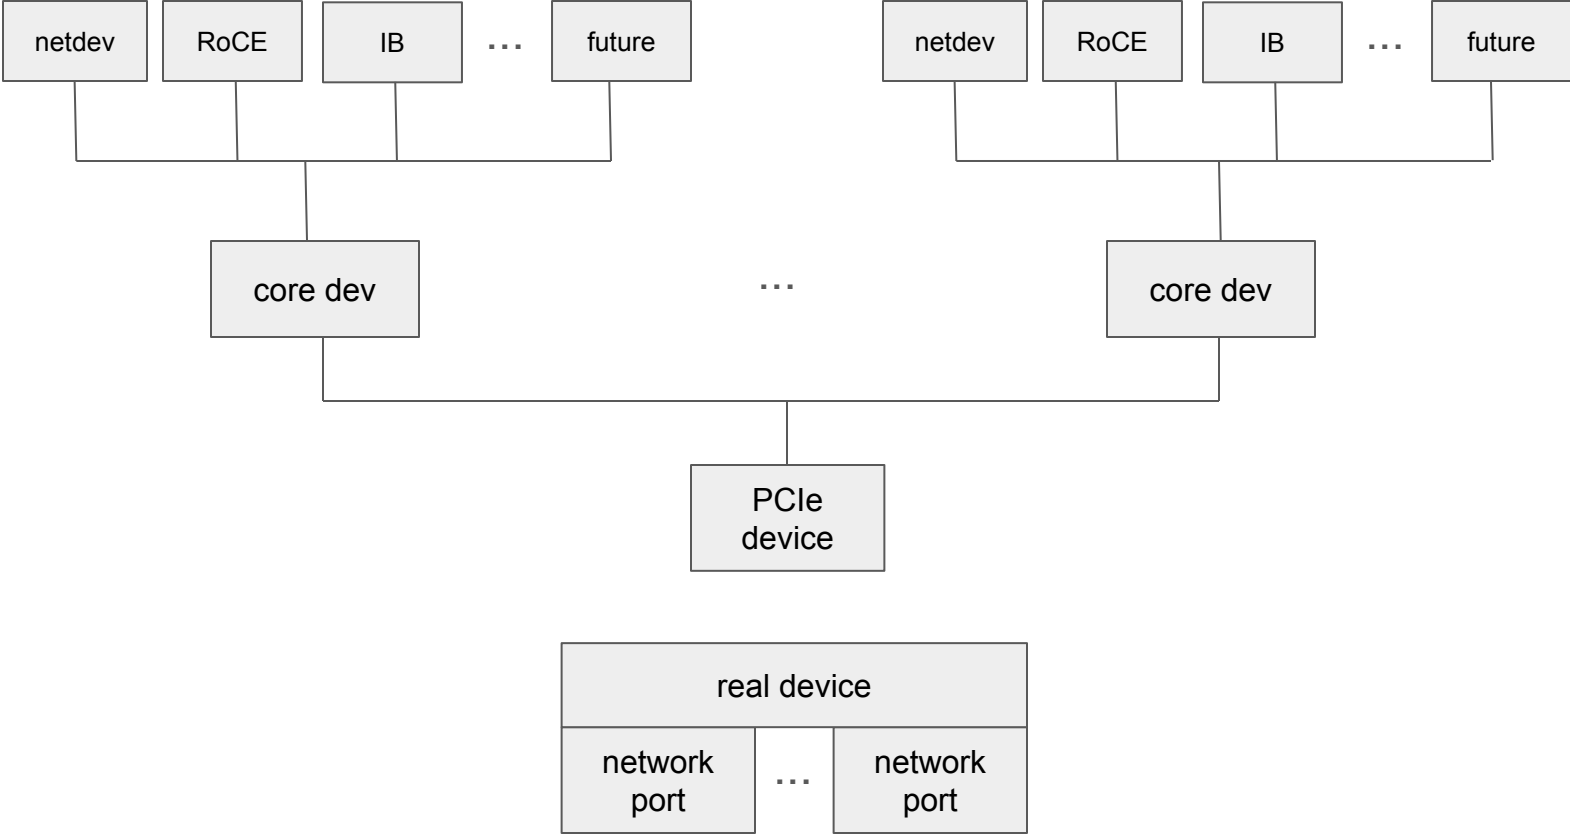 netdev RoCE IB ... future netdev RoCE IB ... future
core dev ... core dev
PCIe
device
real device
network ... network
port port